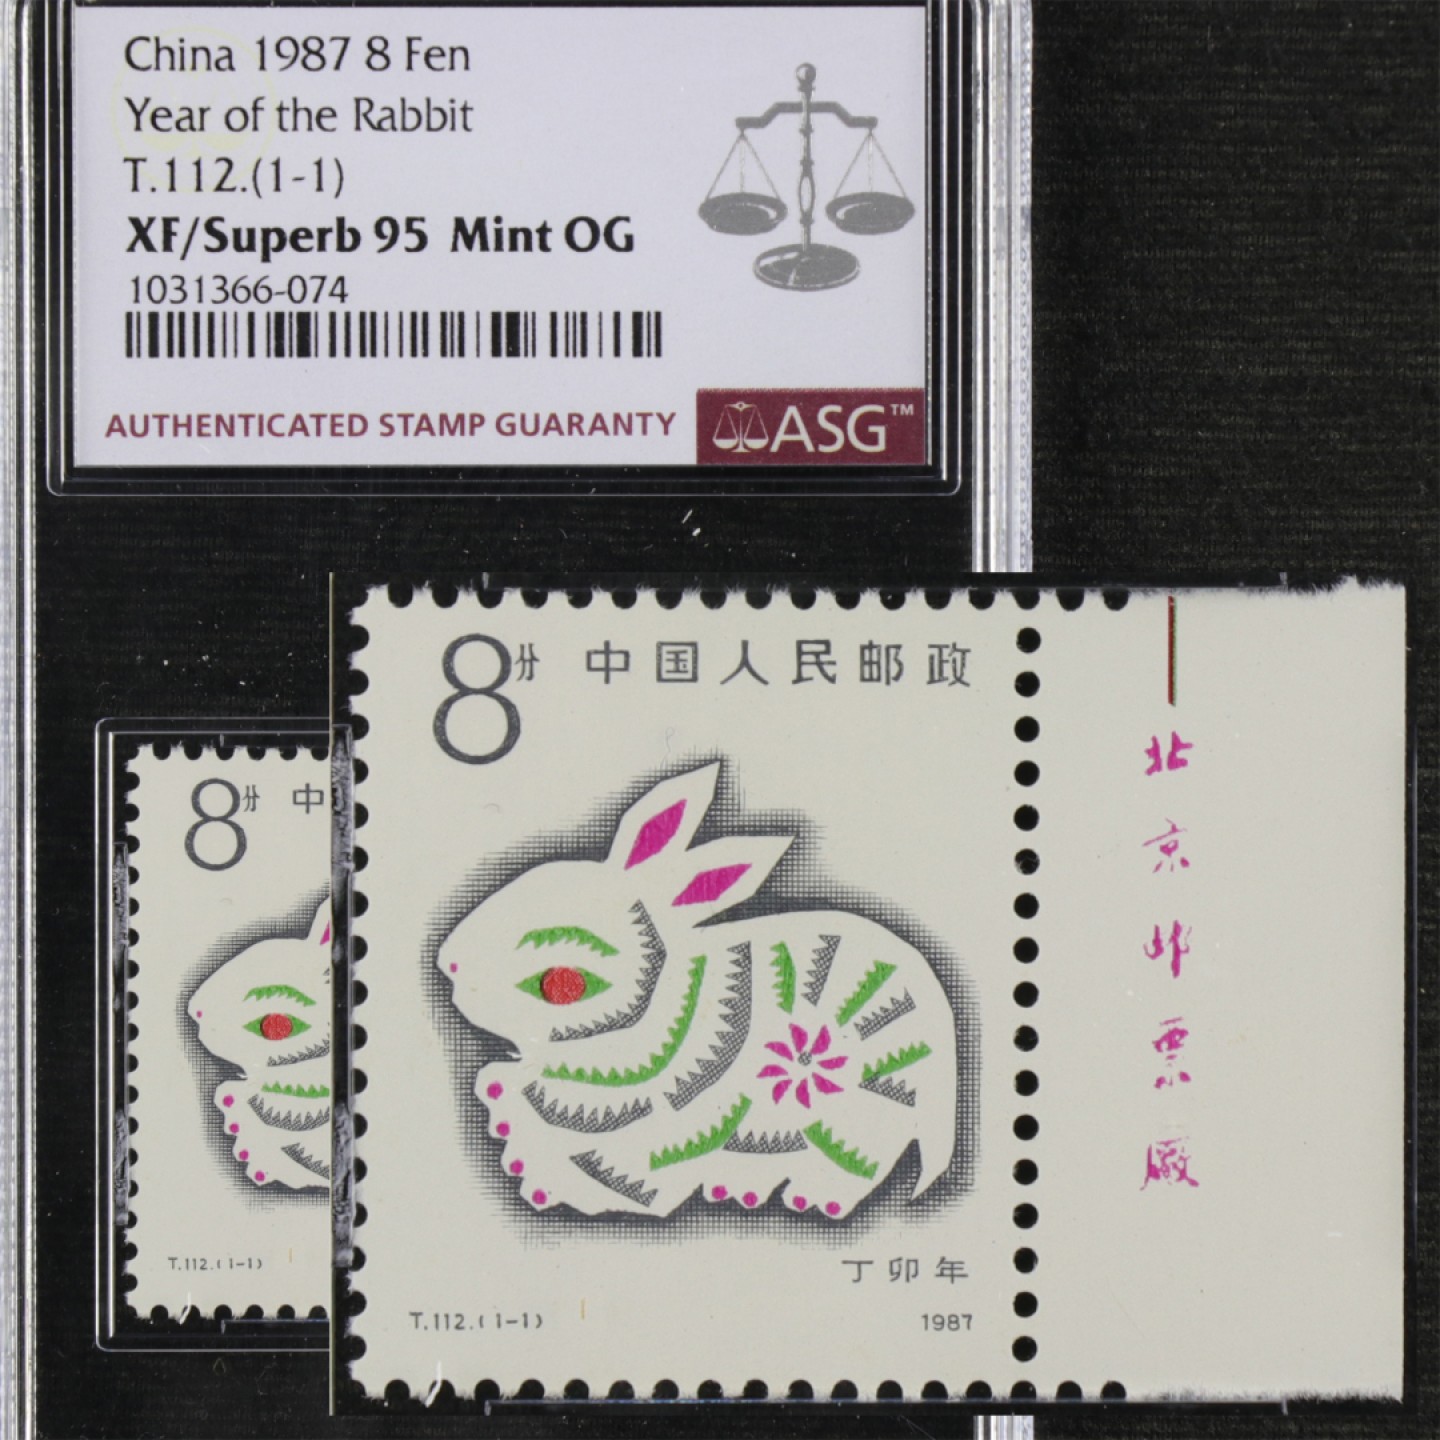 China 1987 8 Fen
Year of the Rabbit
T.112.(1-1)
XF/Superb 95 Mint OG
1031366-074
AUTHENTICATED STAMP GUARANTY
ASG™
8分 中国人民邮政
北京邮票厰
丁卯年
T.112.(1-1) 1987
8分 中
T.112.(1-1)